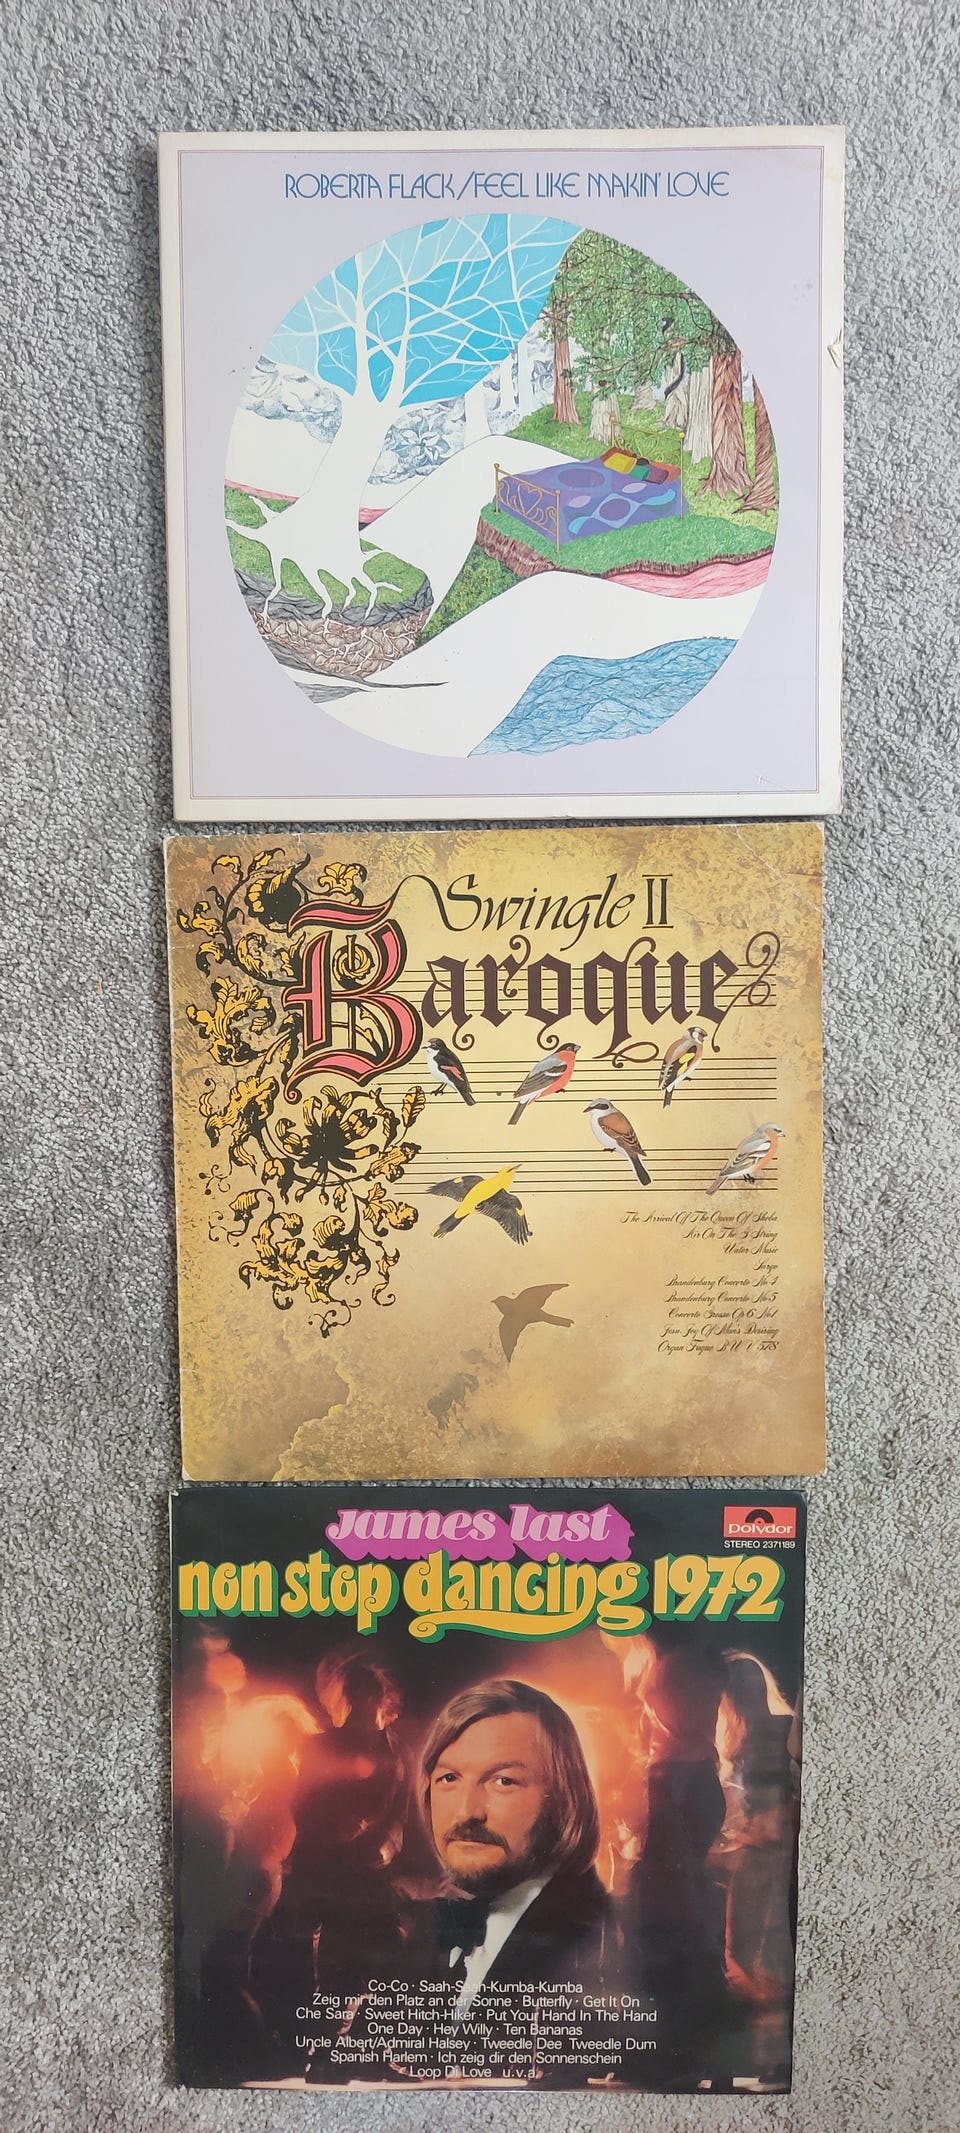 ROBERTA FLACK/FEEL LIKE MAKIN' LOVE
Swingle II
Baroque
The Arrival Of The Queen Of Sheba
Air On The G String
Water Music
Largo
Brandenburg Concerto No 4
Brandenburg Concerto No 5
Concerto Grosso Op 6 No 1
Jesu Joy Of Man's Desiring
Organ Fugue B W V 578
james last
polydor
STEREO 2371189
non stop dancing 1972
Co-Co · Saah-Saah-Kumba-Kumba
Zeig mir den Platz an der Sonne · Butterfly · Get It On
Che Sara · Sweet Hitch-Hiker · Put Your Hand In The Hand
One Day · Hey Willy · Ten Bananas
Uncle Albert/Admiral Halsey · Tweedle Dee Tweedle Dum
Spanish Harlem · Ich zeig dir den Sonnenschein
Loop Di Love u.v.a.